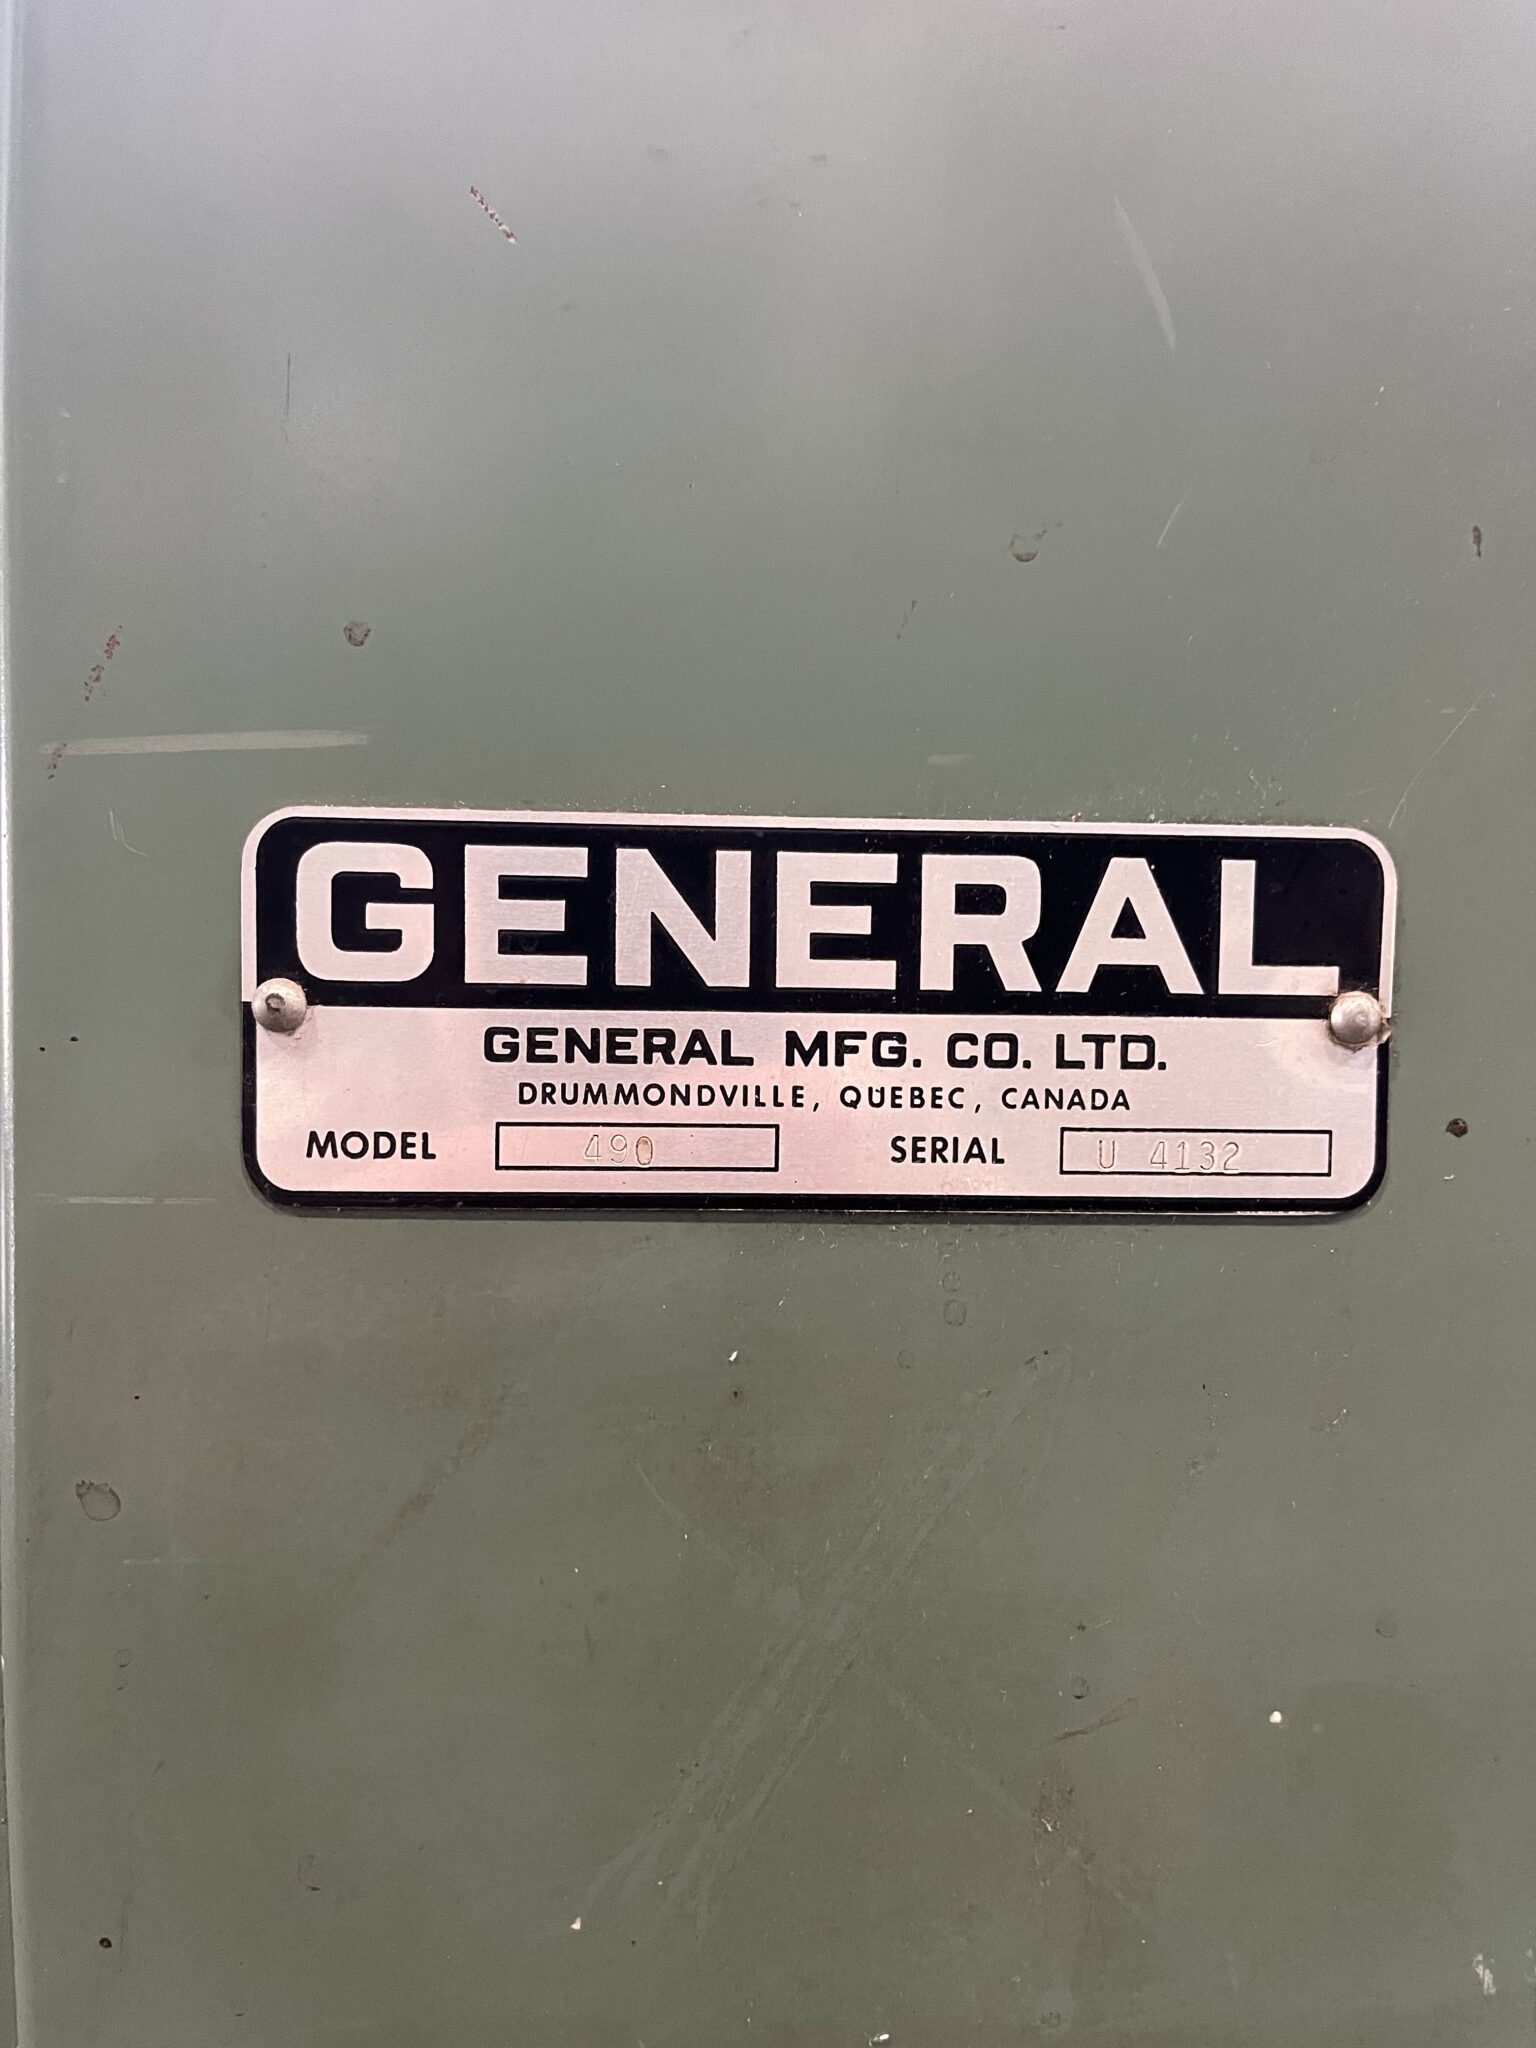 GENERAL
GENERAL MFG. CO. LTD.
DRUMMONDVILLE, QUEBEC, CANADA
MODEL 490 SERIAL U 4132